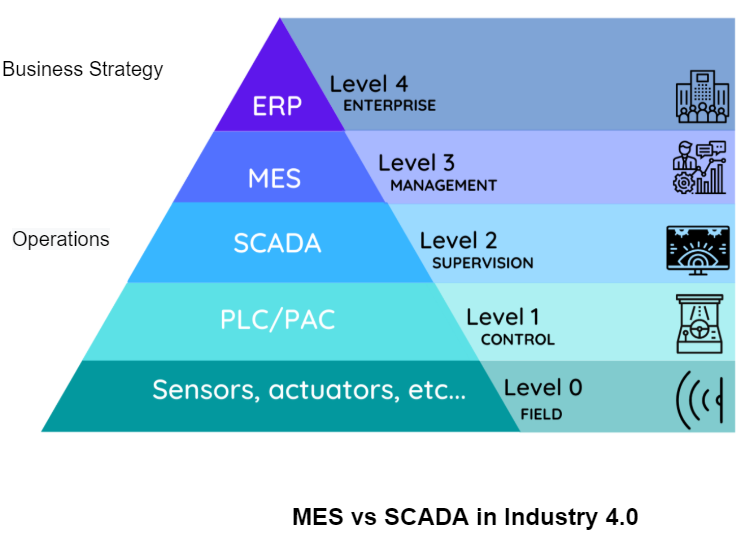 Business Strategy
ERP
Level 4
ENTERPRISE
MES
Level 3
MANAGEMENT
Operations
SCADA
Level 2
SUPERVISION
PLC/PAC
Level 1
CONTROL
Sensors, actuators, etc...
Level 0
FIELD
MES vs SCADA in Industry 4.0